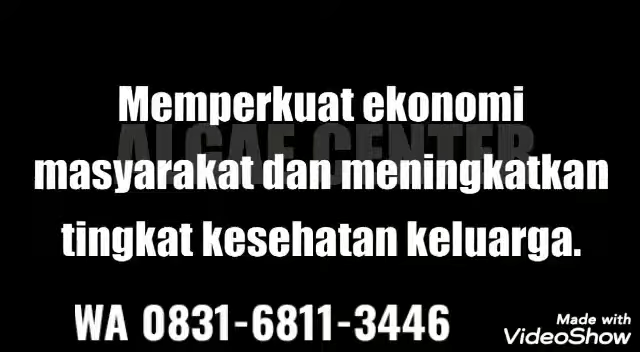 Memperkuat ekonomi
ALGAE CENTER
masyarakat dan meningkatkan
tingkat kesehatan keluarga.
WA 0831-6811-3446
Made with
VideoShow